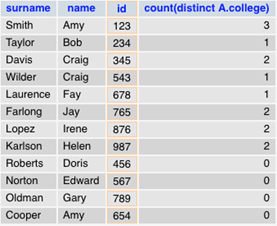 surname name id count(distinct A.college)
Smith Amy 123 3
Taylor Bob 234 1
Davis Craig 345 2
Wilder Craig 543 1
Laurence Fay 678 1
Farlong Jay 765 2
Lopez Irene 876 2
Karlson Helen 987 2
Roberts Doris 456 0
Norton Edward 567 0
Oldman Gary 789 0
Cooper Amy 654 0